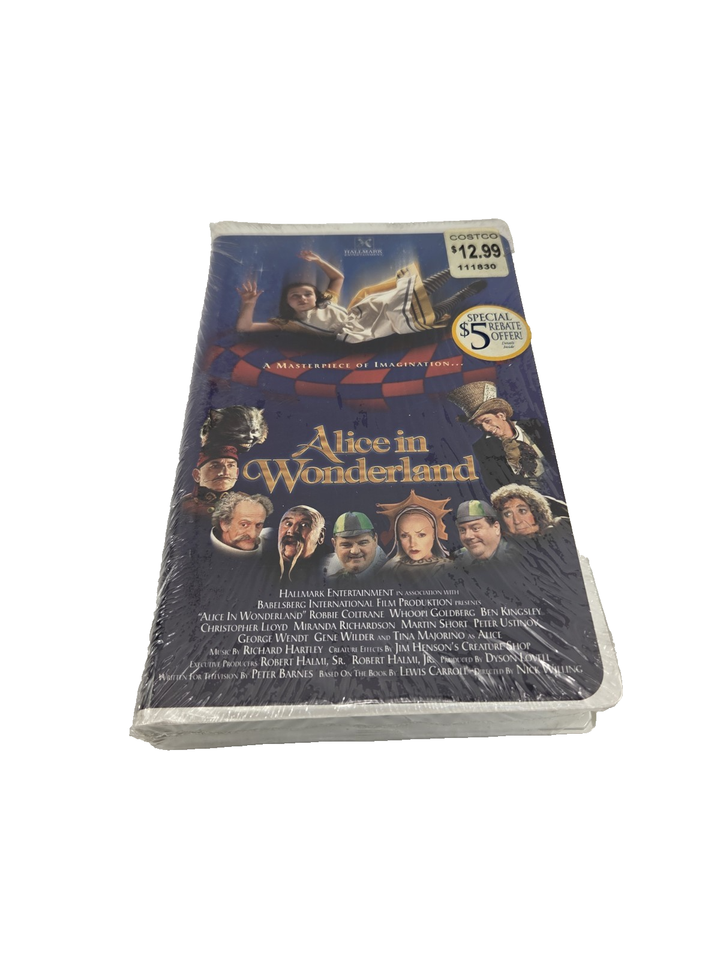 HALLMARK
ENTERTAINMENT
COSTCO
$12.99
111830
SPECIAL
$5 REBATE
OFFER!
A MASTERPIECE OF IMAGINATION...
Alice in
Wonderland
HALLMARK ENTERTAINMENT IN ASSOCIATION WITH
BABELSBERG INTERNATIONAL FILM PRODUKTION PRESENTS
"ALICE IN WONDERLAND" ROBBIE COLTRANE WHOOPI GOLDBERG BEN KINGSLEY
CHRISTOPHER LLOYD MIRANDA RICHARDSON MARTIN SHORT PETER USTINOV
GEORGE WENDT GENE WILDER AND TINA MAJORINO AS ALICE
MUSIC BY RICHARD HARTLEY CREATURE EFFECTS BY JIM HENSON'S CREATURE SHOP
EXECUTIVE PRODUCERS ROBERT HALMI, SR. ROBERT HALMI, JR. PRODUCED BY DYSON LOVELL
WRITTEN FOR TELEVISION BY PETER BARNES BASED ON THE BOOK BY LEWIS CARROLL DIRECTED BY NICK WILLING